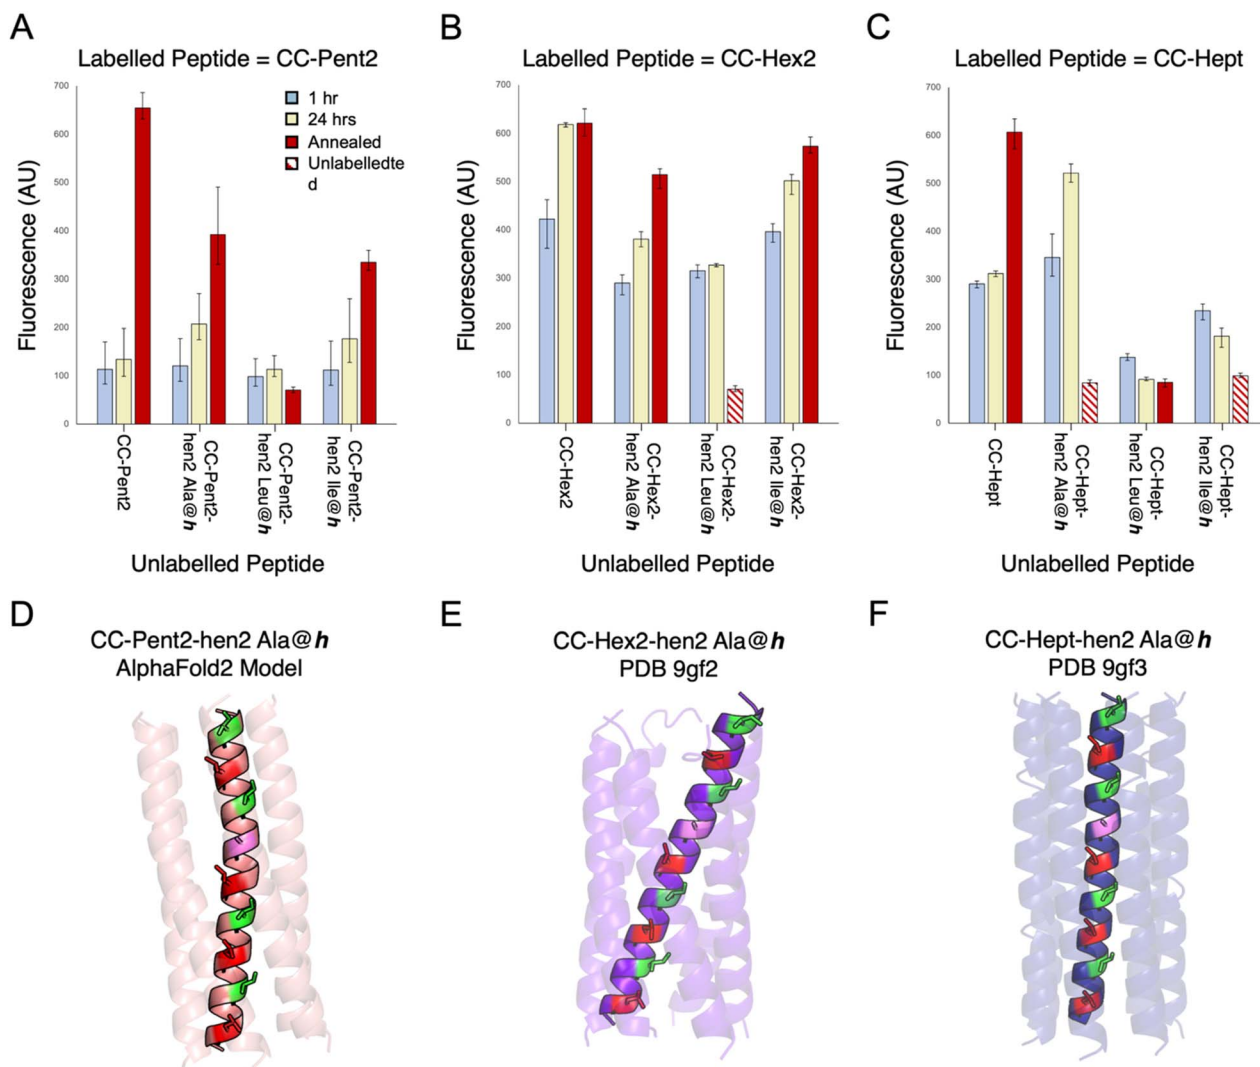 A
Labelled Peptide = CC-Pent2
Fluorescence (AU)
700
600
500
400
300
200
100
0
1 hr
24 hrs
Annealed
Unlabelledte
d
CC-Pent2
CC-Pent2-
hen2 Ala@h
CC-Pent2-
hen2 Leu@h
CC-Pent2-
hen2 Ile@h
Unlabelled Peptide
B
Labelled Peptide = CC-Hex2
Fluorescence (AU)
700
600
500
400
300
200
100
0
CC-Hex2
CC-Hex2-
hen2 Ala@h
CC-Hex2-
hen2 Leu@h
CC-Hex2-
hen2 Ile@h
Unlabelled Peptide
C
Labelled Peptide = CC-Hept
Fluorescence (AU)
700
600
500
400
300
200
100
0
CC-Hept
CC-Hept-
hen2 Ala@h
CC-Hept-
hen2 Leu@h
CC-Hept-
hen2 Ile@h
Unlabelled Peptide
D
CC-Pent2-hen2 Ala@h
AlphaFold2 Model
E
CC-Hex2-hen2 Ala@h
PDB 9gf2
F
CC-Hept-hen2 Ala@h
PDB 9gf3